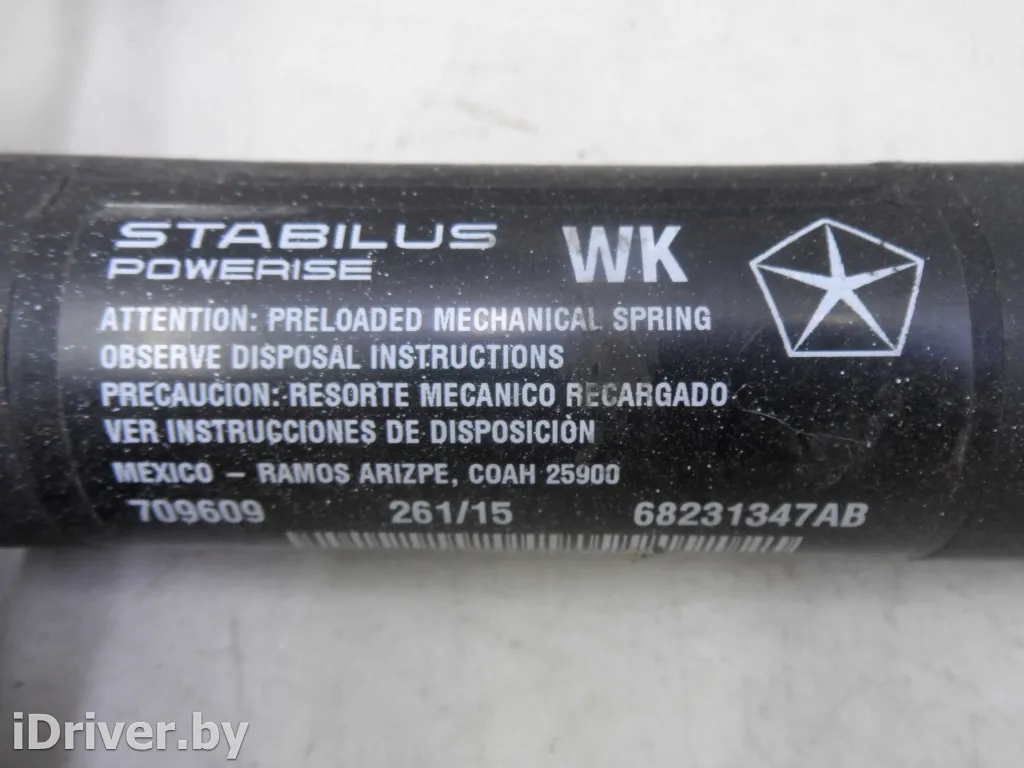 STABILUS WK
POWERISE
ATTENTION: PRELOADED MECHANICAL SPRING
OBSERVE DISPOSAL INSTRUCTIONS
PRECAUCION: RESORTE MECANICO RECARGADO
VER INSTRUCCIONES DE DISPOSICIÒN
MEXICO – RAMOS ARIZPE, COAH 25900
709609 261/15 68231347AB
iDriver.by